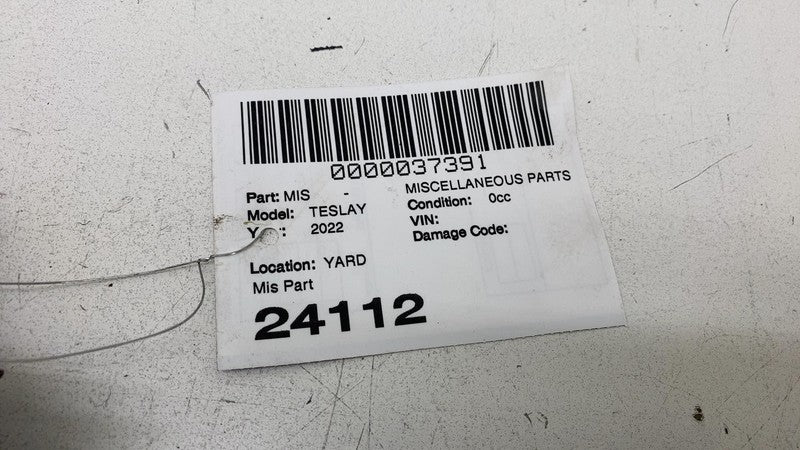 0000037391
Part: MIS - MISCELLANEOUS PARTS
Model: TESLAY Condition: 0cc
2022 VIN:
Damage Code:
Location: YARD
Mis Part
24112